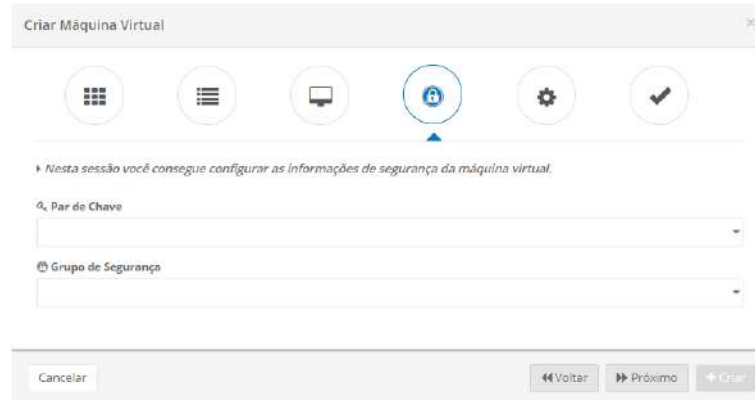 Criar Máquina Virtual
Nesta sessão você consegue configurar as informações de segurança da máquina virtual.
Par de Chave
Grupo de Segurança
Cancelar
Voltar
Próximo
Criar